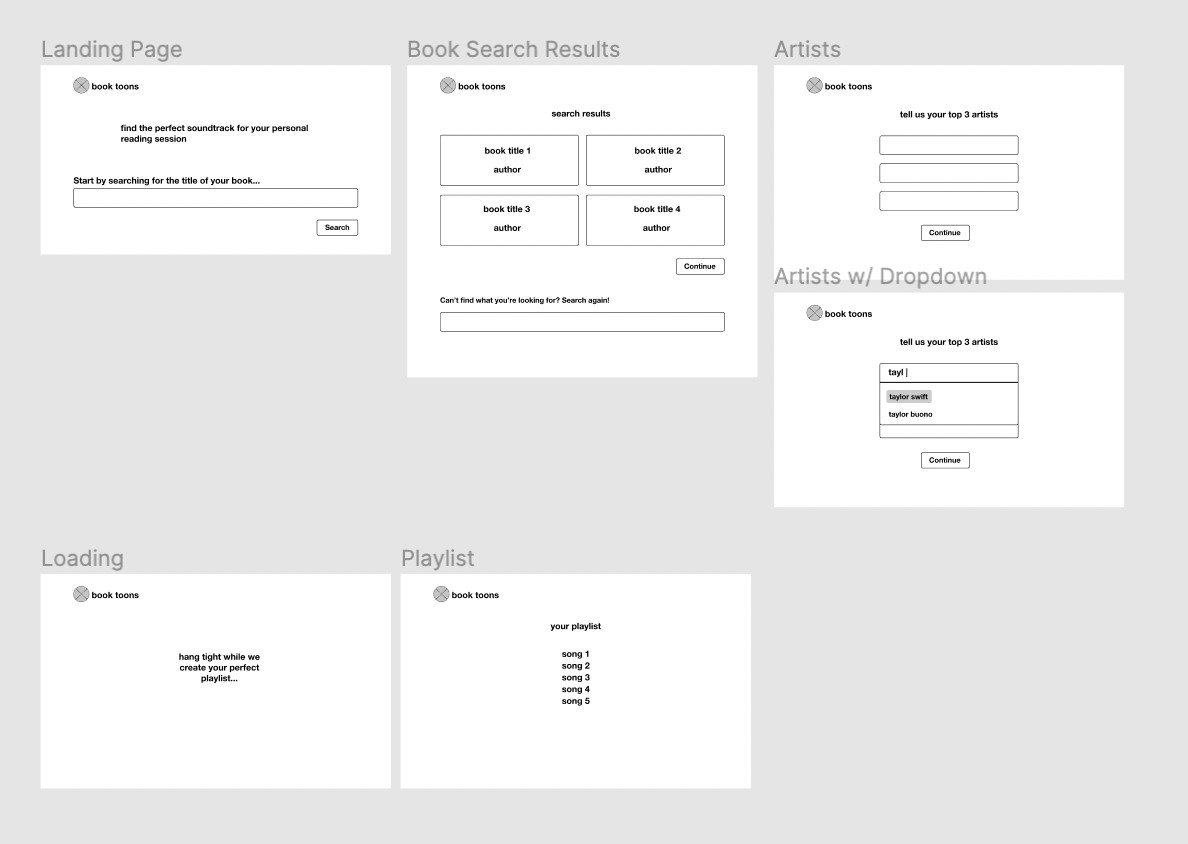 Landing Page
book toons
find the perfect soundtrack for your personal
reading session
Start by searching for the title of your book...
Search
Book Search Results
book toons
search results
book title 1
author
book title 2
author
book title 3
author
book title 4
author
Continue
Can't find what you're looking for? Search again!
Artists
book toons
tell us your top 3 artists
Continue
Artists w/ Dropdown
book toons
tell us your top 3 artists
tayl |
taylor swift
taylor buono
Continue
Loading
book toons
hang tight while we
create your perfect
playlist...
Playlist
book toons
your playlist
song 1
song 2
song 3
song 4
song 5